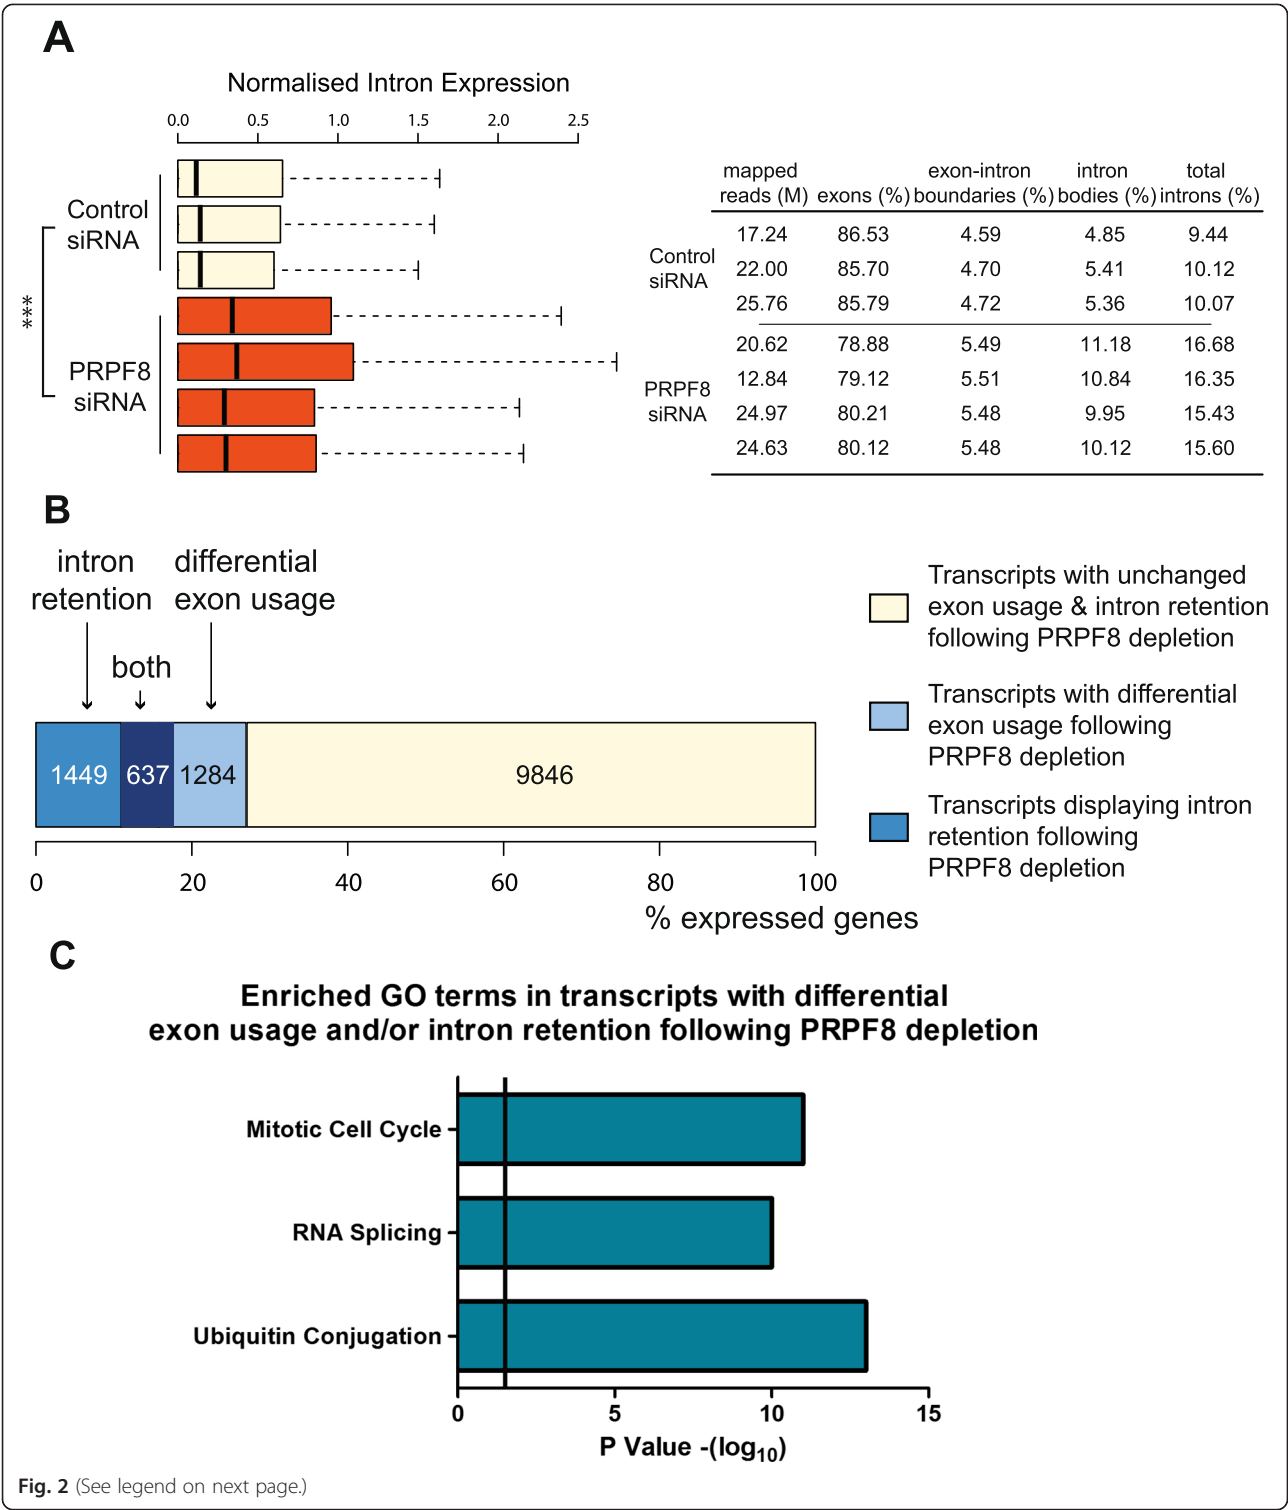 A
Normalised Intron Expression
0.0 0.5 1.0 1.5 2.0 2.5
Control
siRNA
***
PRPF8
siRNA
mapped exon-intron intron total
reads (M) exons (%) boundaries (%) bodies (%) introns (%)
17.24 86.53 4.59 4.85 9.44
Control
siRNA
22.00 85.70 4.70 5.41 10.12
25.76 85.79 4.72 5.36 10.07
20.62 78.88 5.49 11.18 16.68
12.84 79.12 5.51 10.84 16.35
PRPF8
siRNA
24.97 80.21 5.48 9.95 15.43
24.63 80.12 5.48 10.12 15.60
B
intron
retention
differential
exon usage
both
1449 637 1284 9846
0 20 40 60 80 100
% expressed genes
Transcripts with unchanged
exon usage & intron retention
following PRPF8 depletion
Transcripts with differential
exon usage following
PRPF8 depletion
Transcripts displaying intron
retention following
PRPF8 depletion
C
Enriched GO terms in transcripts with differential
exon usage and/or intron retention following PRPF8 depletion
Mitotic Cell Cycle
RNA Splicing
Ubiquitin Conjugation
0 5 10 15
P Value -(log10)
Fig. 2 (See legend on next page.)